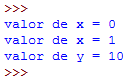 >>>
valor de x = 0
valor de x = 1
valor de y = 10
>>>